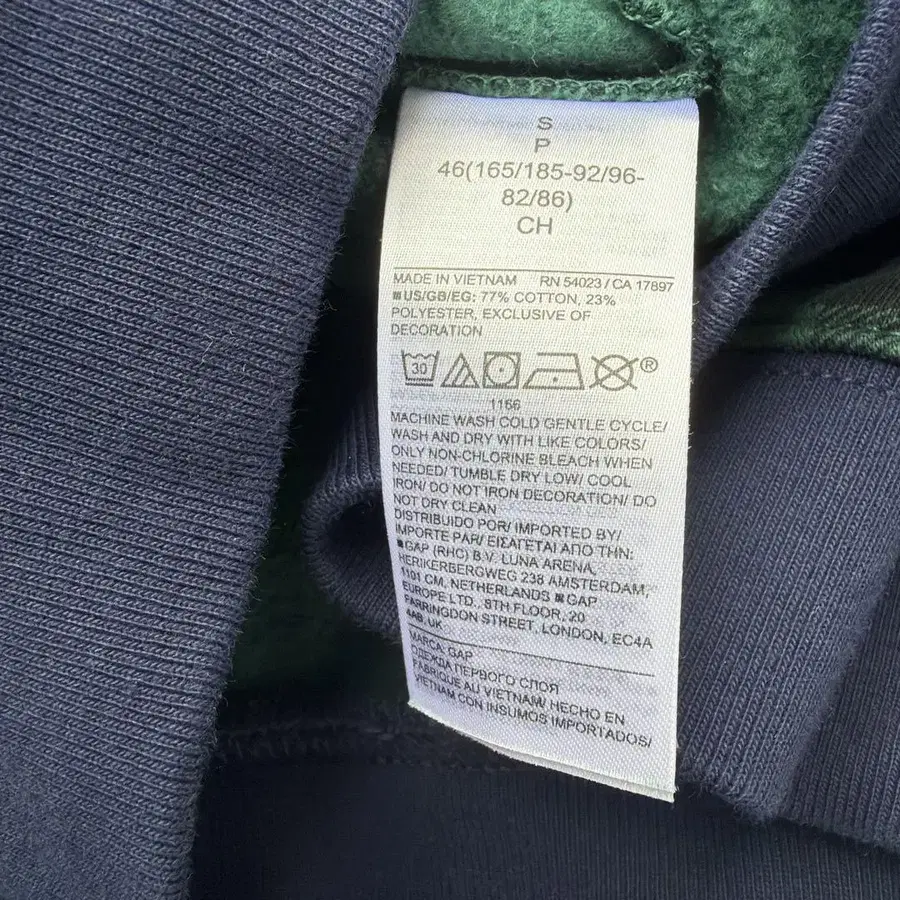 S
P
46(165/185-92/96-
82/86)
CH
MADE IN VIETNAM RN 54023 / CA 17897
■US/GB/EG: 77% COTTON, 23%
POLYESTER, EXCLUSIVE OF
DECORATION
30 ®
1166
MACHINE WASH COLD GENTLE CYCLE/
WASH AND DRY WITH LIKE COLORS/
ONLY NON-CHLORINE BLEACH WHEN
NEEDED/ TUMBLE DRY LOW/ COOL
IRON/ DO NOT IRON DECORATION/ DO
NOT DRY CLEAN
DISTRIBUIDO POR/ IMPORTED BY/
IMPORTE PAR/ ΕΙΣΑΓΕΤΑΙ ΑΠΟ ΤΗΝ:
■GAP (RHC) B.V. LUNA ARENA,
HERIKERBERGWEG 238 AMSTERDAM,
1101 CM, NETHERLANDS ■GAP
EUROPE LTD., 8TH FLOOR, 20
FARRINGDON STREET, LONDON, EC4A
4AB, UK
MARCA: GAP
ОДЕЖДА ПЕРВОГО СЛОЯ
FABRIQUE AU VIETNAM/ HECHO EN
VIETNAM CON INSUMOS IMPORTADOS/